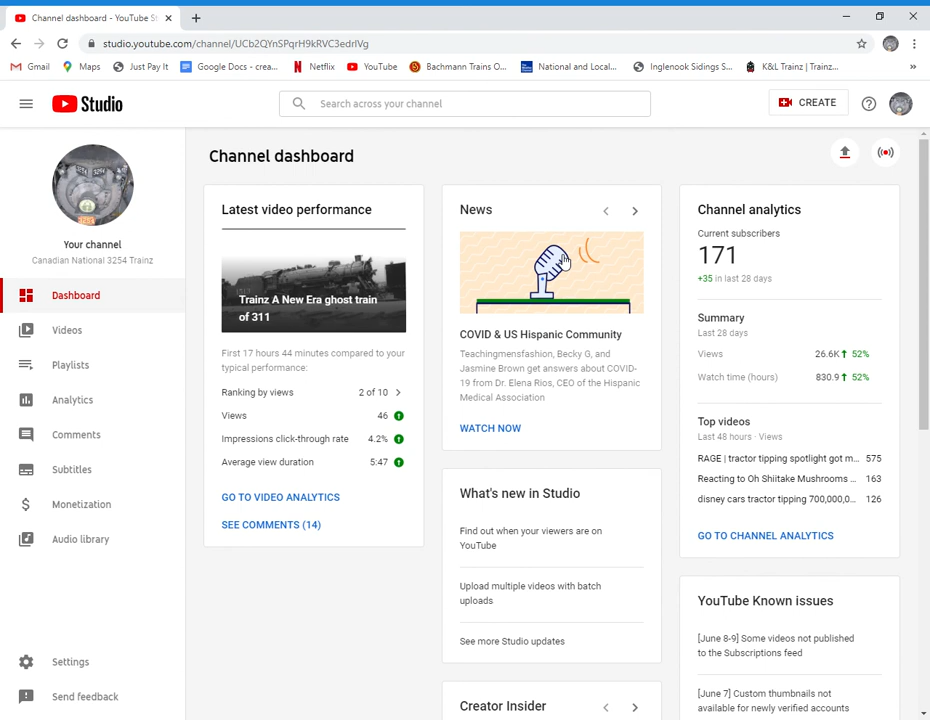 Channel dashboard - YouTube St
studio.youtube.com/channel/UCb2QYnSPqrH9kRVC3edrIVg
Gmail Maps Just Pay It Google Docs - crea... Netflix YouTube Bachmann Trains O... National and Local... Inglenook Sidings S... K&L Trainz | Trainz... »
Studio Search across your channel CREATE
Channel dashboard
Your channel
Canadian National 3254 Trainz
Dashboard
Videos
Playlists
Analytics
Comments
Subtitles
Monetization
Audio library
Settings
Send feedback
Latest video performance
Trainz A New Era ghost train
of 311
First 17 hours 44 minutes compared to your
typical performance:
Ranking by views 2 of 10
Views 46
Impressions click-through rate 4.2%
Average view duration 5:47
GO TO VIDEO ANALYTICS
SEE COMMENTS (14)
News
COVID & US Hispanic Community
Teachingmensfashion, Becky G, and
Jasmine Brown get answers about COVID-
19 from Dr. Elena Rios, CEO of the Hispanic
Medical Association
WATCH NOW
What's new in Studio
Find out when your viewers are on
YouTube
Upload multiple videos with batch
uploads
See more Studio updates
Creator Insider
Channel analytics
Current subscribers
171
+35 in last 28 days
Summary
Last 28 days
Views 26.6K 52%
Watch time (hours) 830.9 52%
Top videos
Last 48 hours · Views
RAGE | tractor tipping spotlight got m... 575
Reacting to Oh Shiitake Mushrooms ... 163
disney cars tractor tipping 700,000,0... 126
GO TO CHANNEL ANALYTICS
YouTube Known issues
[June 8-9] Some videos not published
to the Subscriptions feed
[June 7] Custom thumbnails not
available for newly verified accounts